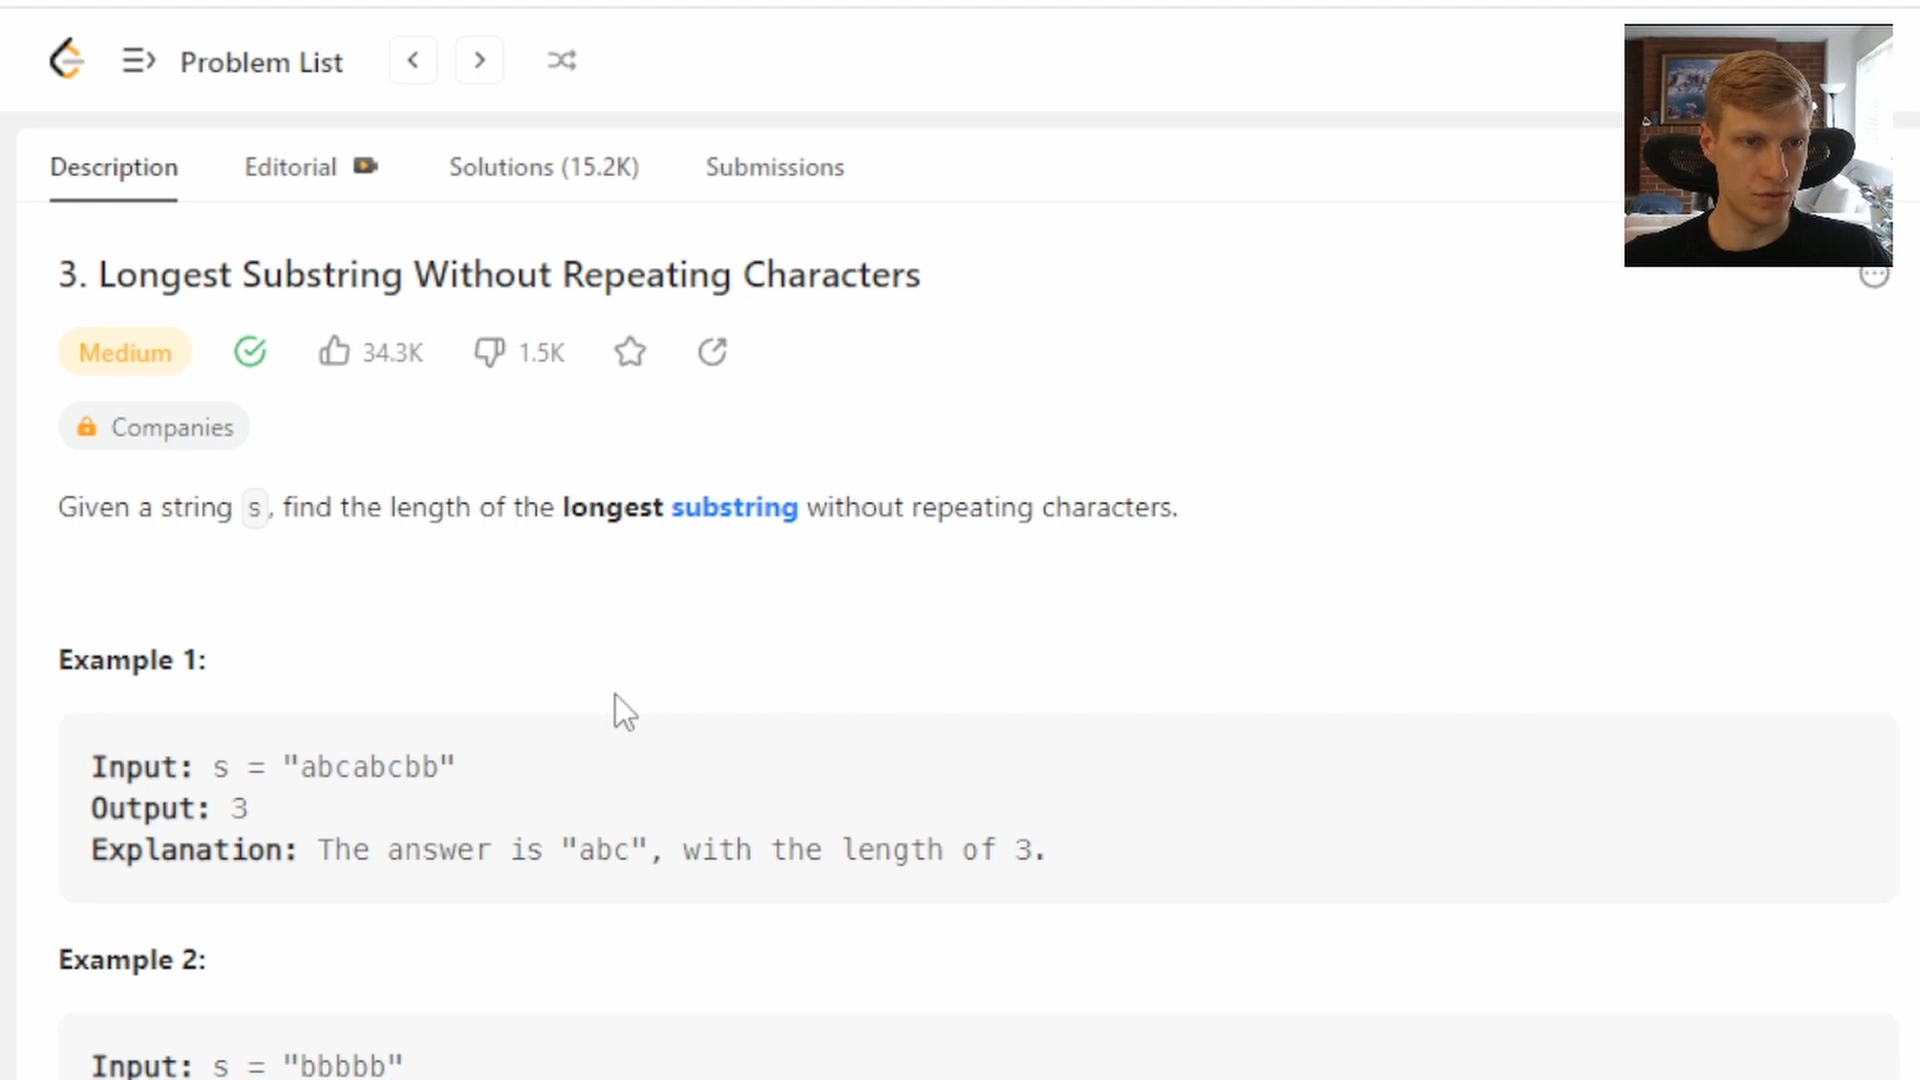 Problem List
Description Editorial Solutions (15.2K) Submissions
3. Longest Substring Without Repeating Characters
Medium 34.3K 1.5K
Companies
Given a string s, find the length of the longest substring without repeating characters.
Example 1:
Input: s = "abcabcbb"
Output: 3
Explanation: The answer is "abc", with the length of 3.
Example 2:
Input: s = "bbbbb"